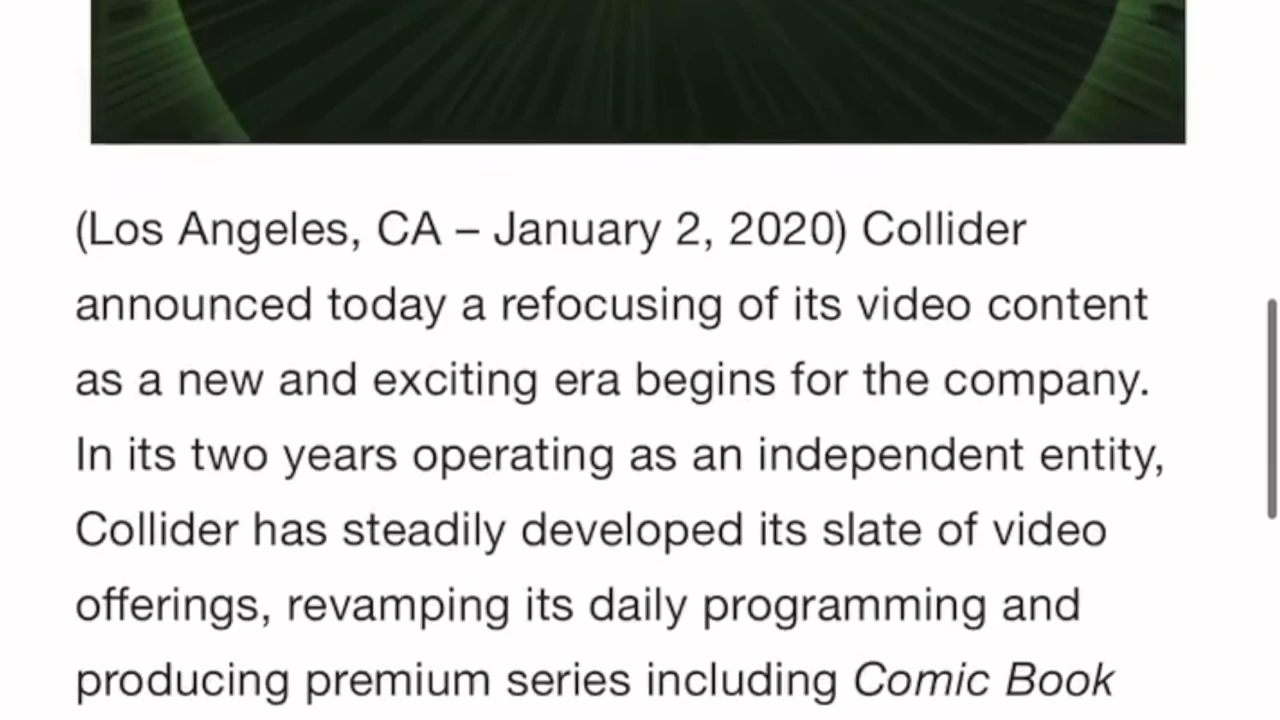 (Los Angeles, CA – January 2, 2020) Collider
announced today a refocusing of its video content
as a new and exciting era begins for the company.
In its two years operating as an independent entity,
Collider has steadily developed its slate of video
offerings, revamping its daily programming and
producing premium series including Comic Book